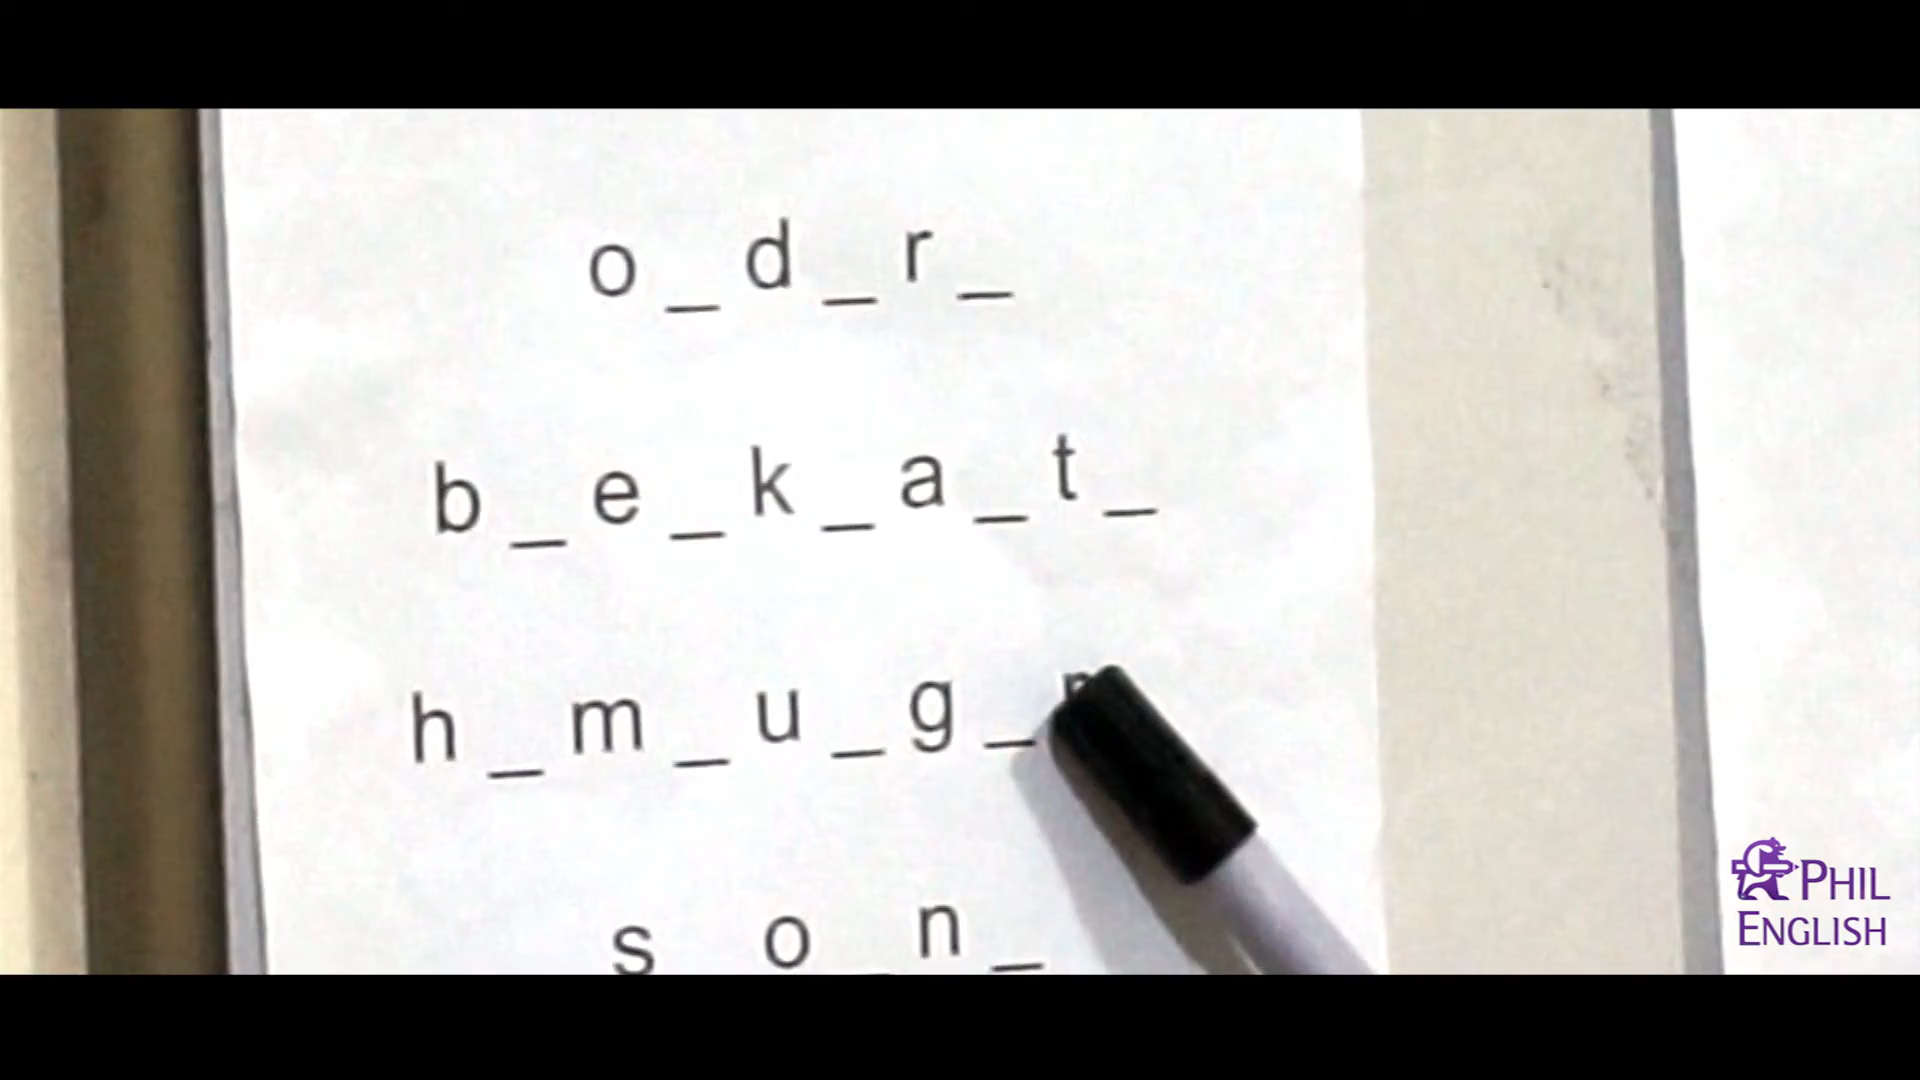 o _ d _ r _
b _ e _ k _ a _ t _
h _ m _ u _ g _ r
s _ o _ n _
PHIL
ENGLISH